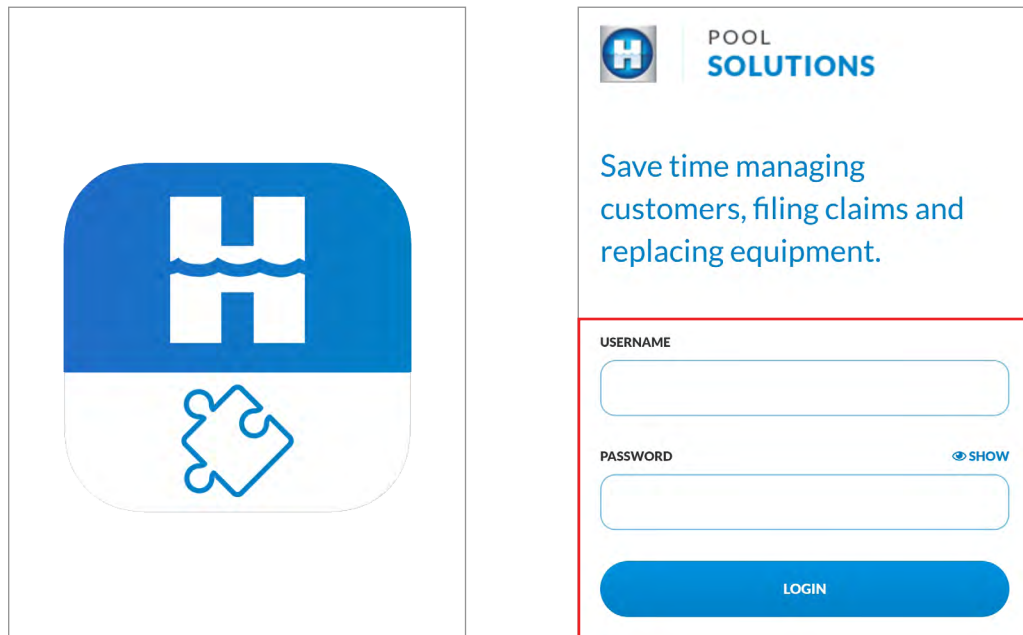 H
H
POOL
SOLUTIONS
Save time managing
customers, filing claims and
replacing equipment.
USERNAME
PASSWORD SHOW
LOGIN